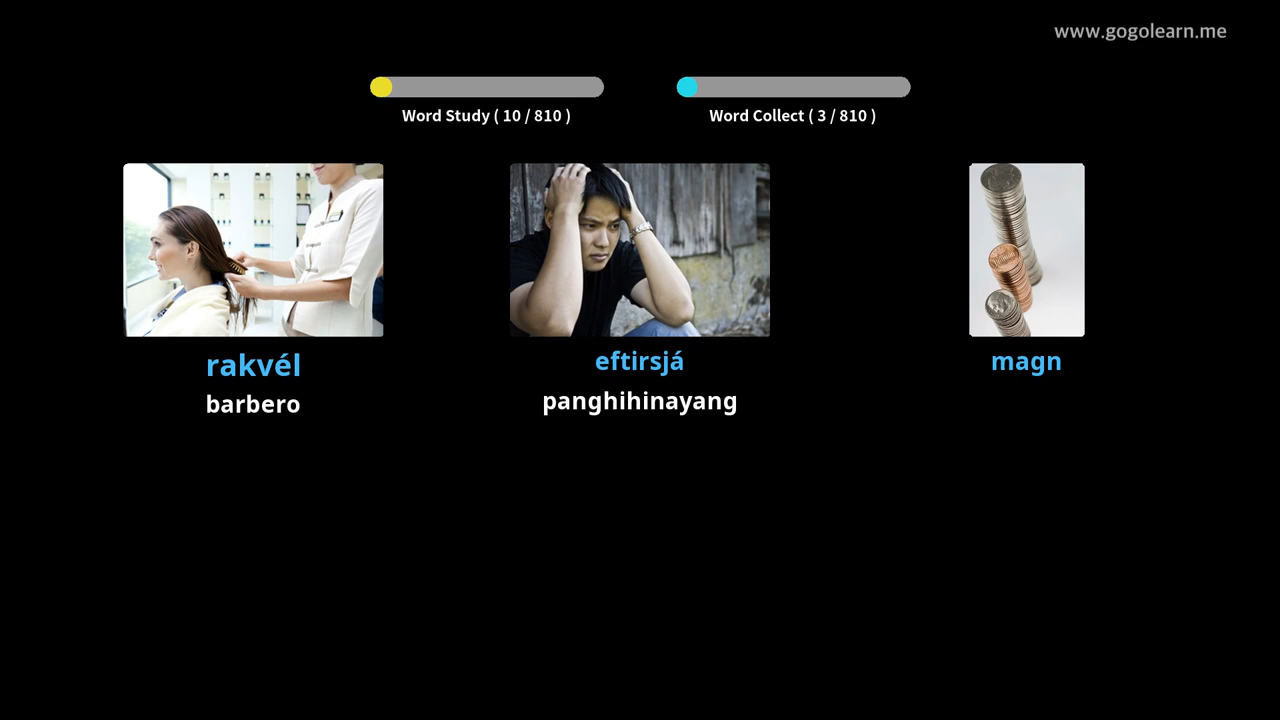 www.gogolearn.me
Word Study ( 10 / 810 )
Word Collect ( 3 / 810 )
rakvél
barbero
eftirsjá
panghihinayang
magn